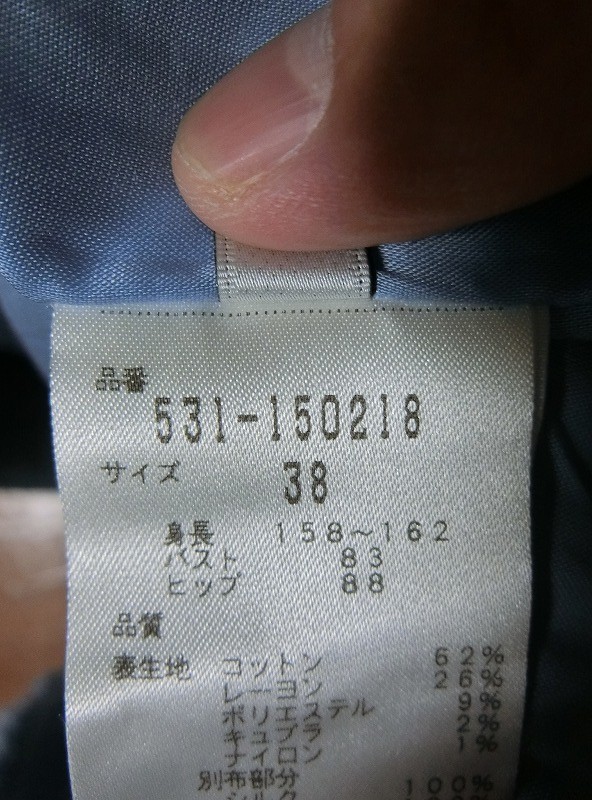 品番
531-150218
サイズ 38
身長 158~162
バスト 83
ヒップ 88
品質
表生地 コットン 62%
レーヨン 26%
ポリエステル 9%
キュプラ 2%
ナイロン 1%
別布部分
シルク 100%